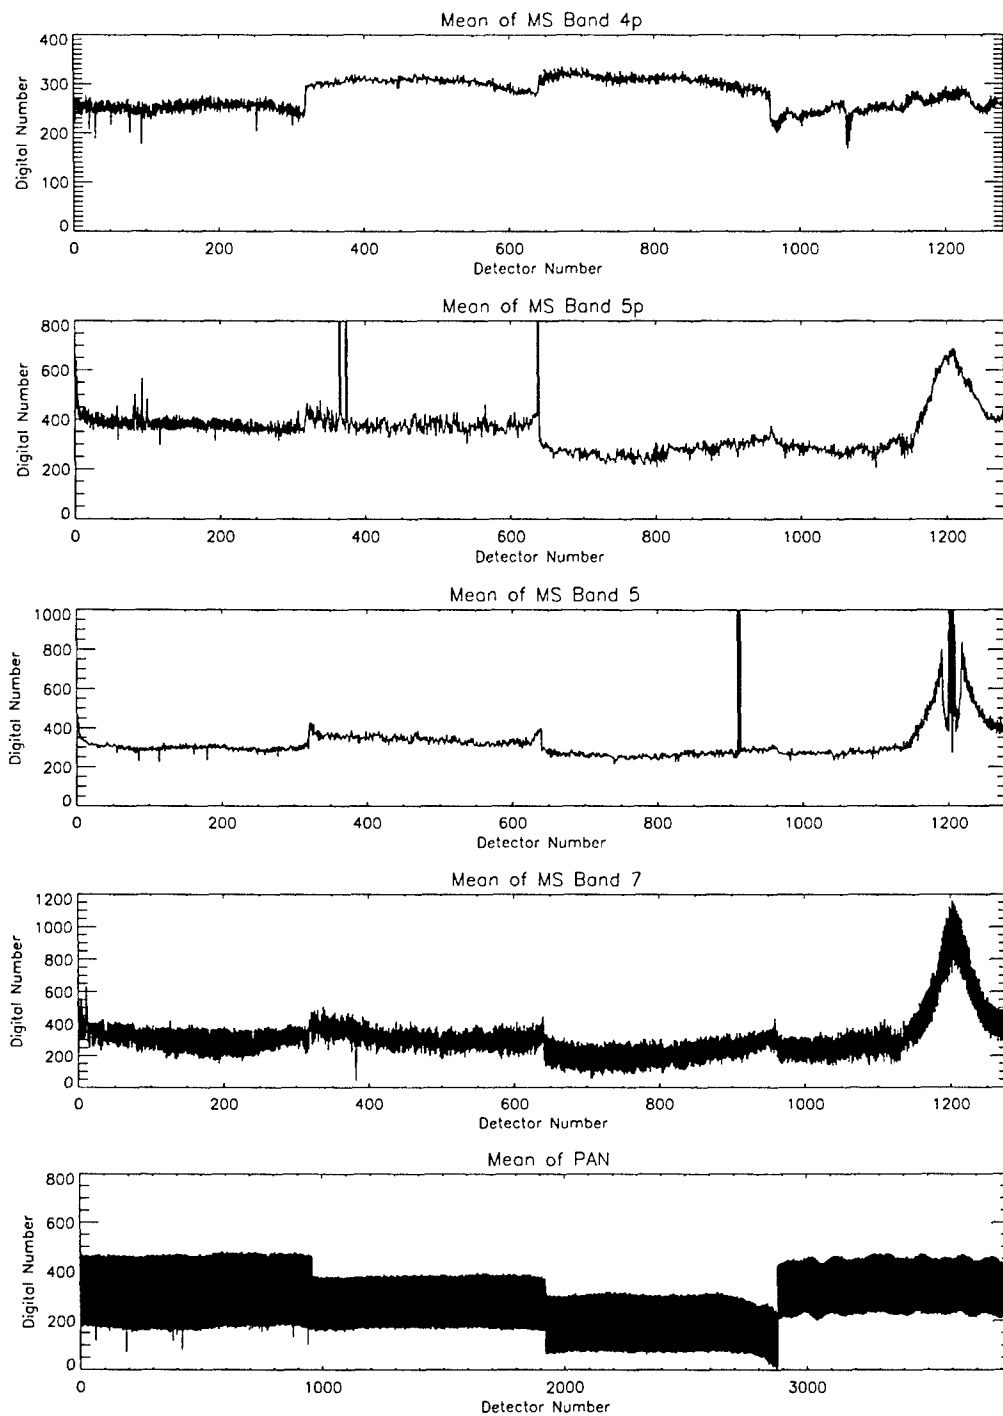 Mean of MS Band 4p
400
300
200
100
0
Digital Number
0 200 400 600 800 1000 1200
Detector Number
Mean of MS Band 5p
800
600
400
200
0
Digital Number
0 200 400 600 800 1000 1200
Detector Number
Mean of MS Band 5
1000
800
600
400
200
0
Digital Number
0 200 400 600 800 1000 1200
Detector Number
Mean of MS Band 7
1200
1000
800
600
400
200
0
Digital Number
0 200 400 600 800 1000 1200
Detector Number
Mean of PAN
800
600
400
200
0
Digital Number
0 1000 2000 3000
Detector Number